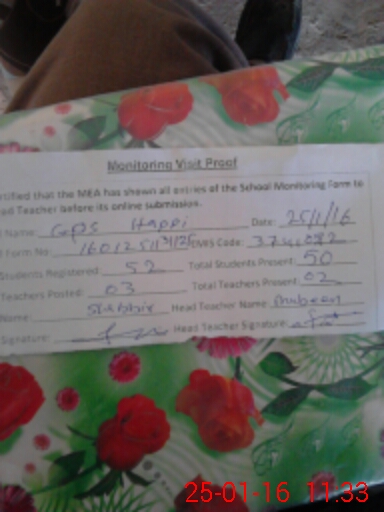 Monitoring Visit Proof
rtified that the MEA has shown all entries of the School Monitoring Form to
ad Teacher before its online submission.
l Name: GGPS Happi Date: 25/1/16
l Form No: EMIS Code:
Students Registered: 52 Total Students Present: 50
Teachers Posted: 03 Total Teachers Present: 02
Name: Shabbir Head Teacher Name: Mubeen
Signature: Head Teacher Signature:
25-01-16 11:33